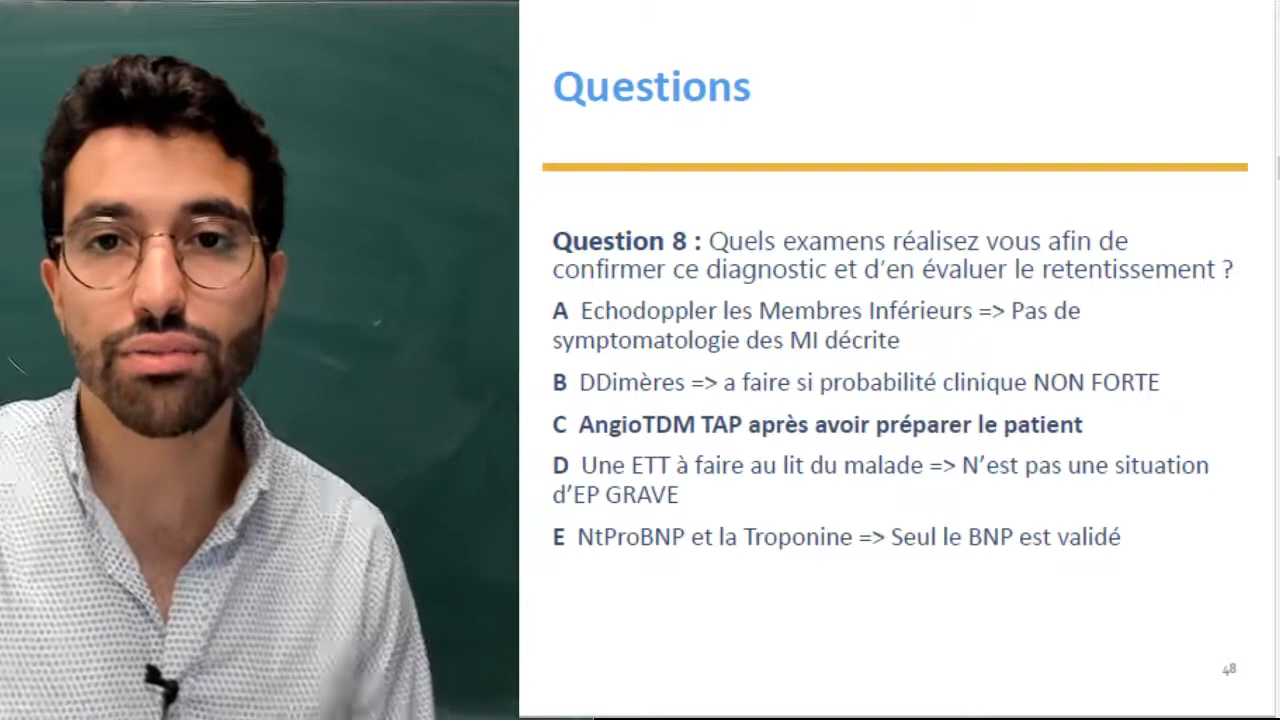 Questions
Question 8 : Quels examens réalisez vous afin de
confirmer ce diagnostic et d'en évaluer le retentissement ?
A Echodoppler les Membres Inférieurs => Pas de
symptomatologie des MI décrite
B DDimères => a faire si probabilité clinique NON FORTE
C AngioTDM TAP après avoir préparer le patient
D Une ETT à faire au lit du malade => N'est pas une situation
d'EP GRAVE
E NtProBNP et la Troponine => Seul le BNP est validé
48